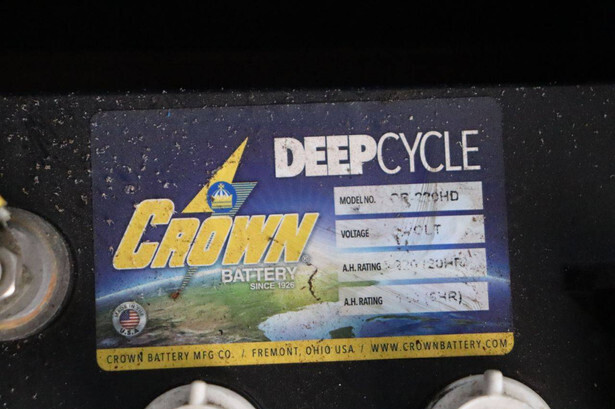 DEEPCYCLE
MODEL NO.
VOLTAGE
A.H. RATING
A.H. RATING
CROWN
BATTERY
SINCE 1926
CROWN BATTERY MFG CO. / FREMONT, OHIO USA / WWW.CROWNBATTERY.COM